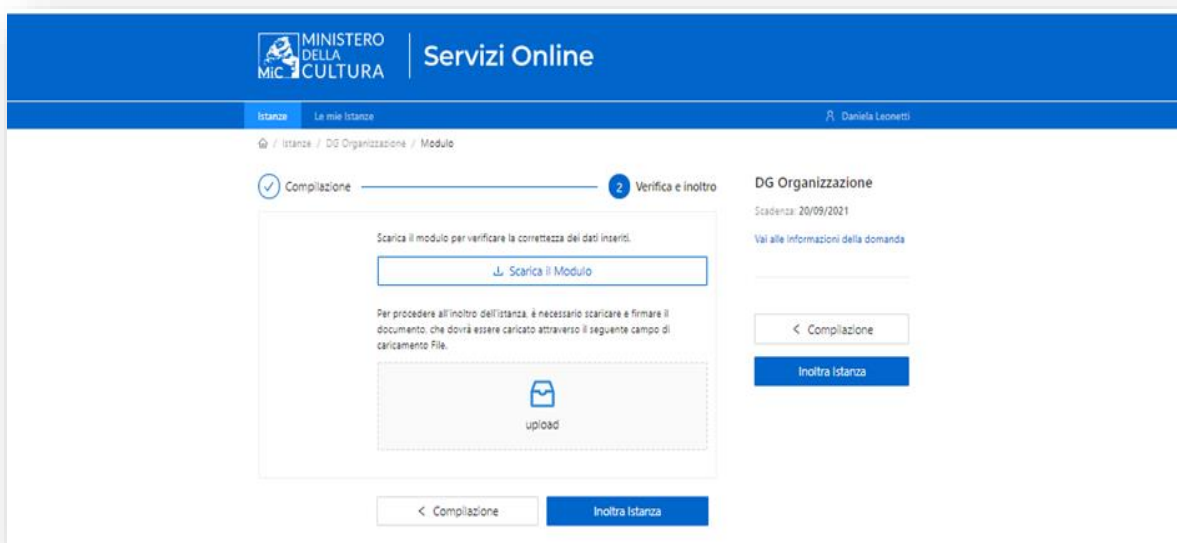 MINISTERO
DELLA
CULTURA
MiC
Servizi Online
Istanze Le mie Istanze Daniela Leonetti
/ Istanze / DG Organizzazione / Modulo
Compilazione 2 Verifica e inoltro
Scarica il modulo per verificare la correttezza dei dati inseriti.
Scarica il Modulo
Per procedere all'inoltro dell'istanza, è necessario scaricare e firmare il
documento, che dovrà essere caricato attraverso il seguente campo di
caricamento File.
upload
< Compilazione Inoltra Istanza
DG Organizzazione
Scadenza: 20/09/2021
Vai alle informazioni della domanda
< Compilazione
Inoltra Istanza